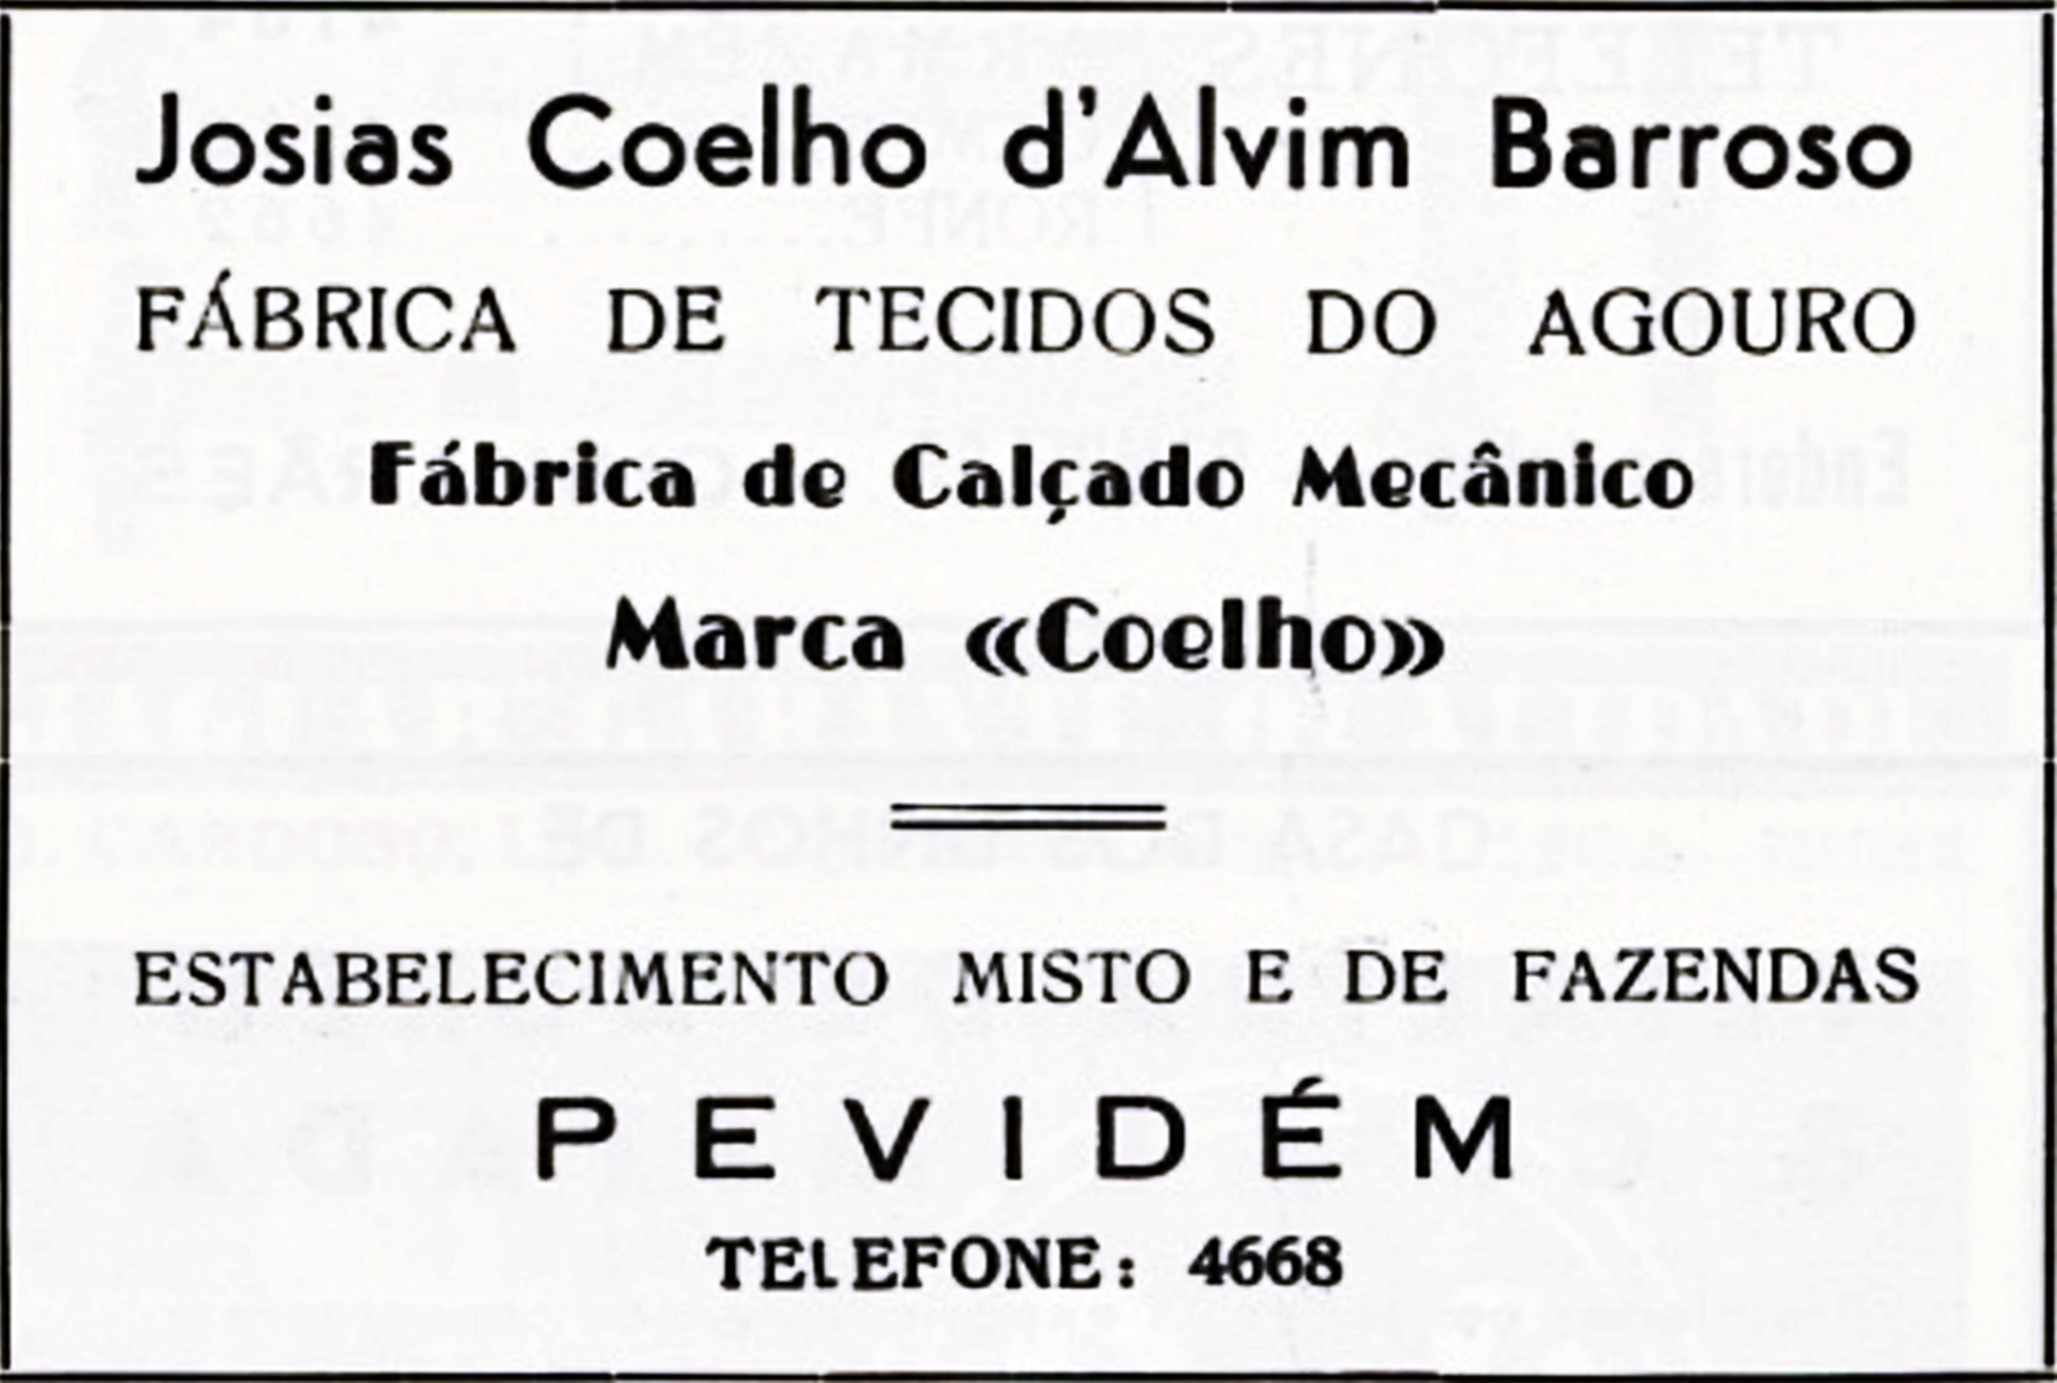 Josias Coelho d'Alvim Barroso
FÁBRICA DE TECIDOS DO AGOURO
Fábrica de Calçado Mecânico
Marca «Coelho»
ESTABELECIMENTO MISTO E DE FAZENDAS
PEVIDÉM
TELEFONE: 4668